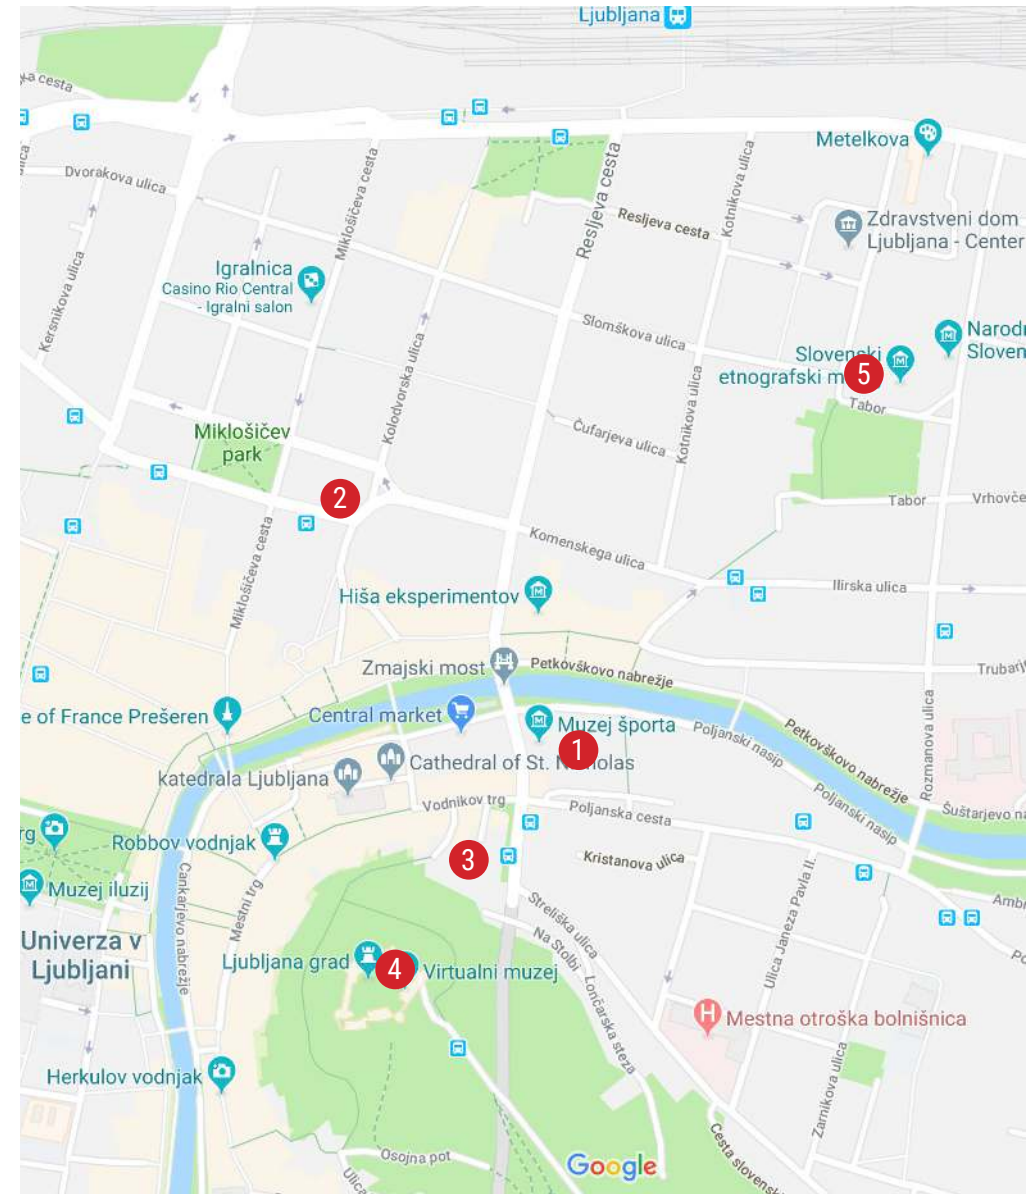 Ljubljana
a cesta
Metelkova
Dvorakova ulica
Miklošičeva cesta
Resljeva cesta
Kotnikova ulica
Resljeva cesta
Zdravstveni dom
Ljubljana - Center
Igralnica
Casino Rio Central
- Igralni salon
Kersnikova ulica
Kolodvorska ulica
Slomškova ulica
Narodn
Sloven
Slovenski
etnografski m
5
Tabor
Miklošičev
park
Čufarjeva ulica
Kotnikova ulica
2
Tabor
Vrhovče
Komenskega ulica
Miklošičeva cesta
Ilirska ulica
Hiša eksperimentov
Zmajski most
Petkovškovo nabrežje
e of France Prešeren
Central market
Muzej športa
1
Poljanski nasip
Petkovškovo nabrežje
Rozmanova ulica
katedrala Ljubljana
Cathedral of St. Nicholas
Vodnikov trg
Poljanska cesta
Poljanski nasip
Šuštarjevo na
rg
Robbov vodnjak
3
Kristanova ulica
Muzej iluzij
Cankarjevo nabrežje
Mestni trg
Streliška ulica
Ulica Janeza Pavla II.
Univerza v
Ljubljani
Ljubljana grad
4
Virtualni muzej
Na Stolbi
Lončarska steza
Mestna otroška bolnišnica
Herkulov vodnjak
Zarnikova ulica
Osojna pot
Google
Cesta slovensk
Ulica